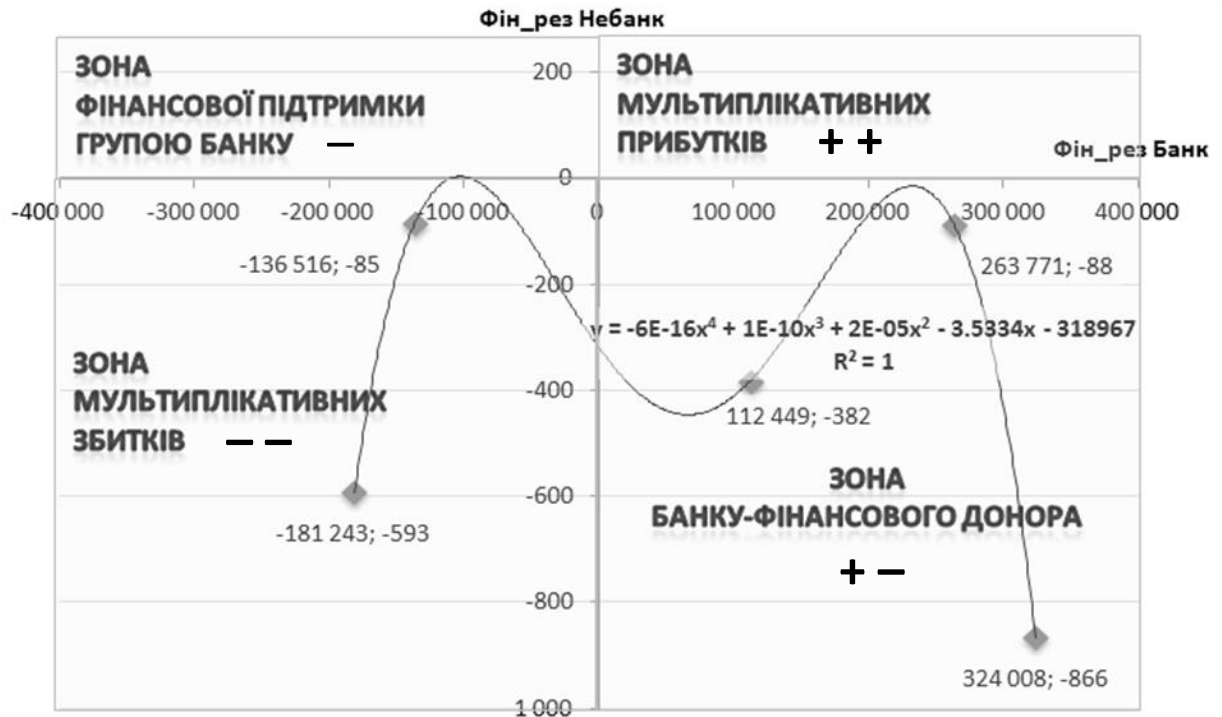 Фін_рез Небанк
ЗОНА
ФІНАНСОВОЇ ПІДТРИМКИ
ГРУПОЮ БАНКУ —
200
ЗОНА
МУЛЬТИПЛІКАТИВНИХ
ПРИБУТКІВ + +
Фін_рез Банк
0
-400 000 -300 000 -200 000 -100 000 0 100 000 200 000 300 000 400 000
-136 516; -85
263 771; -88
-200
y = -6E-16x⁴ + 1E-10x³ + 2E-05x² - 3.5334x - 318967
R² = 1
ЗОНА
МУЛЬТИПЛІКАТИВНИХ
ЗБИТКІВ — —
-400
112 449; -382
-600
-181 243; -593
ЗОНА
БАНКУ-ФІНАНСОВОГО ДОНОРА
+ —
-800
324 008; -866
1 000